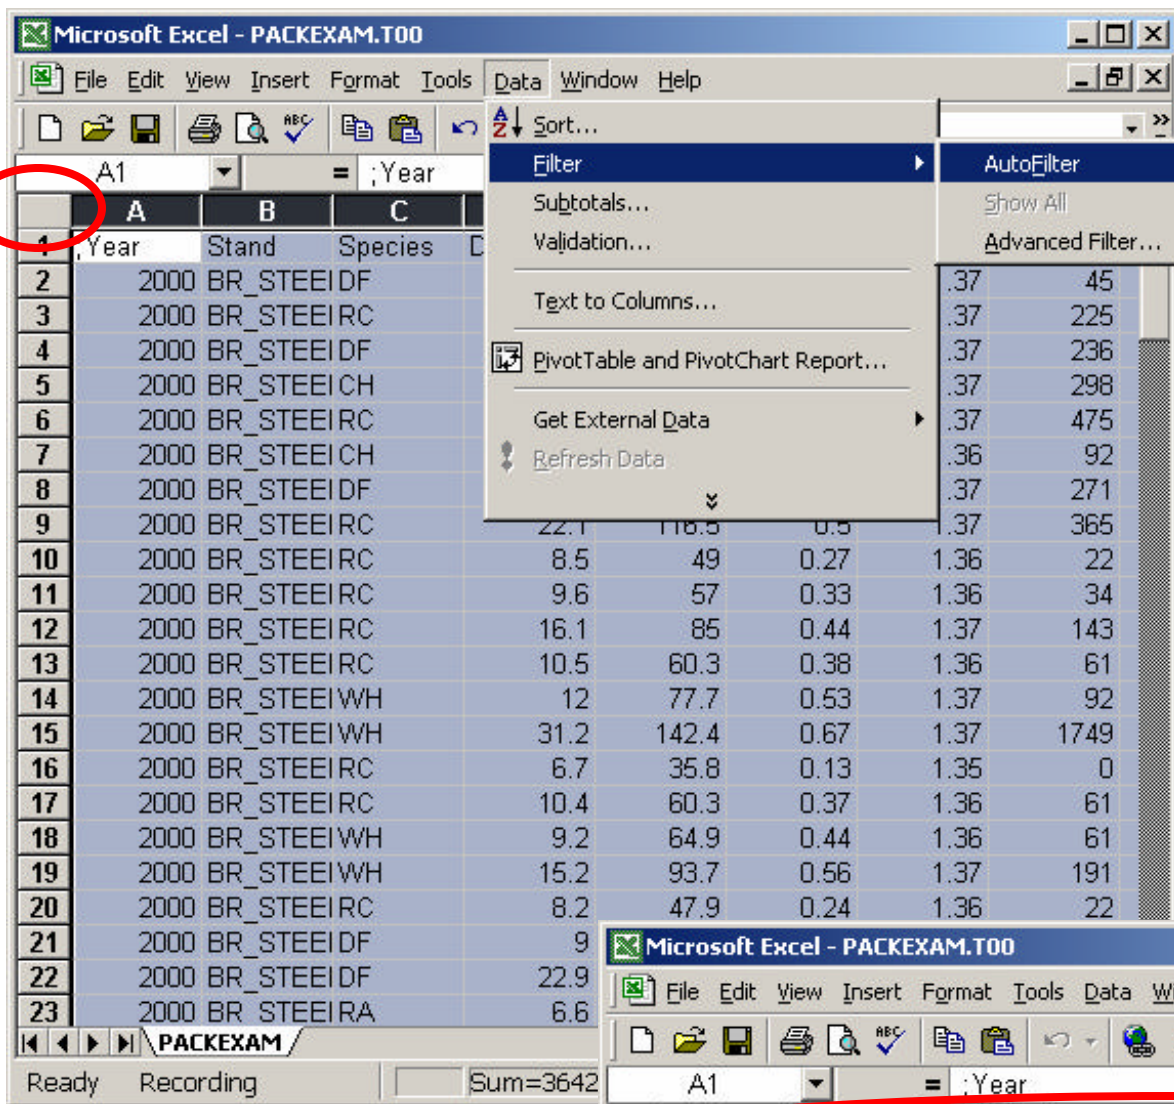 Microsoft Excel - PACKEXAM.T00
File Edit View Insert Format Tools Data Window Help
A1 = ;Year
Sort...
Filter
Subtotals...
Validation...
Text to Columns...
PivotTable and PivotChart Report...
Get External Data
Refresh Data
AutoFilter
Show All
Advanced Filter...
A B C
1 ;Year Stand Species D
2 2000 BR_STEEI DF .37 45
3 2000 BR_STEEI RC .37 225
4 2000 BR_STEEI DF .37 236
5 2000 BR_STEEI CH .37 298
6 2000 BR_STEEI RC .37 475
7 2000 BR_STEEI CH .36 92
8 2000 BR_STEEI DF .37 271
9 2000 BR_STEEI RC 22.1 116.5 0.5 1.37 365
10 2000 BR_STEEI RC 8.5 49 0.27 1.36 22
11 2000 BR_STEEI RC 9.6 57 0.33 1.36 34
12 2000 BR_STEEI RC 16.1 85 0.44 1.37 143
13 2000 BR_STEEI RC 10.5 60.3 0.38 1.36 61
14 2000 BR_STEEI WH 12 77.7 0.53 1.37 92
15 2000 BR_STEEI WH 31.2 142.4 0.67 1.37 1749
16 2000 BR_STEEI RC 6.7 35.8 0.13 1.35 0
17 2000 BR_STEEI RC 10.4 60.3 0.37 1.36 61
18 2000 BR_STEEI WH 9.2 64.9 0.44 1.36 61
19 2000 BR_STEEI WH 15.2 93.7 0.56 1.37 191
20 2000 BR_STEEI RC 8.2 47.9 0.24 1.36 22
21 2000 BR_STEEI DF 9
22 2000 BR_STEEI DF 22.9
23 2000 BR_STEEI RA 6.6
PACKEXAM
Ready Recording Sum=3642
Microsoft Excel - PACKEXAM.T00
File Edit View Insert Format Tools Data Wi
A1 = ;Year